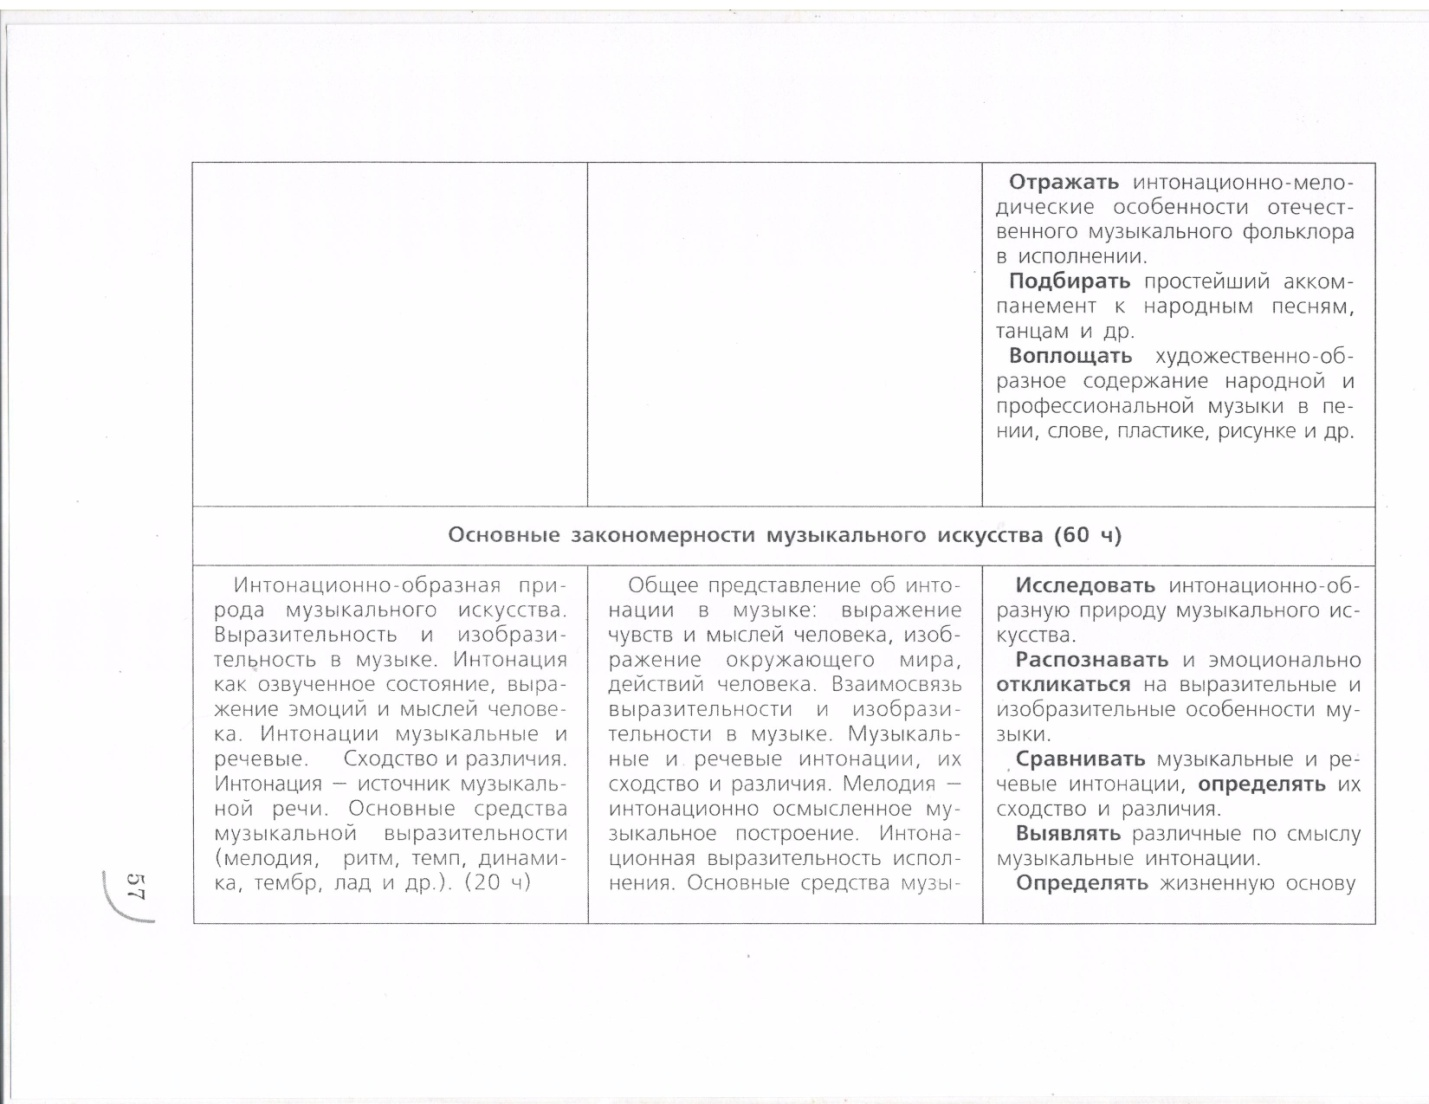 Отражать интонационно-мело-
дические особенности отечест-
венного музыкального фольклора
в исполнении.
Подбирать простейший акком-
панемент к народным песням,
танцам и др.
Воплощать художественно-об-
разное содержание народной и
профессиональной музыки в пе-
нии, слове, пластике, рисунке и др.
Основные закономерности музыкального искусства (60 ч)
Интонационно-образная при-
рода музыкального искусства.
Выразительность и изобрази-
тельность в музыке. Интонация
как озвученное состояние, выра-
жение эмоций и мыслей челове-
ка. Интонации музыкальные и
речевые. Сходство и различия.
Интонация — источник музыкаль-
ной речи. Основные средства
музыкальной выразительности
(мелодия, ритм, темп, динами-
ка, тембр, лад и др.). (20 ч)
Общее представление об инто-
нации в музыке: выражение
чувств и мыслей человека, изоб-
ражение окружающего мира,
действий человека. Взаимосвязь
выразительности и изобрази-
тельности в музыке. Музыкаль-
ные и речевые интонации, их
сходство и различия. Мелодия —
интонационно осмысленное му-
зыкальное построение. Интона-
ционная выразительность испол-
нения. Основные средства музы-
Исследовать интонационно-об-
разную природу музыкального ис-
кусства.
Распознавать и эмоционально
откликаться на выразительные и
изобразительные особенности му-
зыки.
Сравнивать музыкальные и ре-
чевые интонации, определять их
сходство и различия.
Выявлять различные по смыслу
музыкальные интонации.
Определять жизненную основу
57